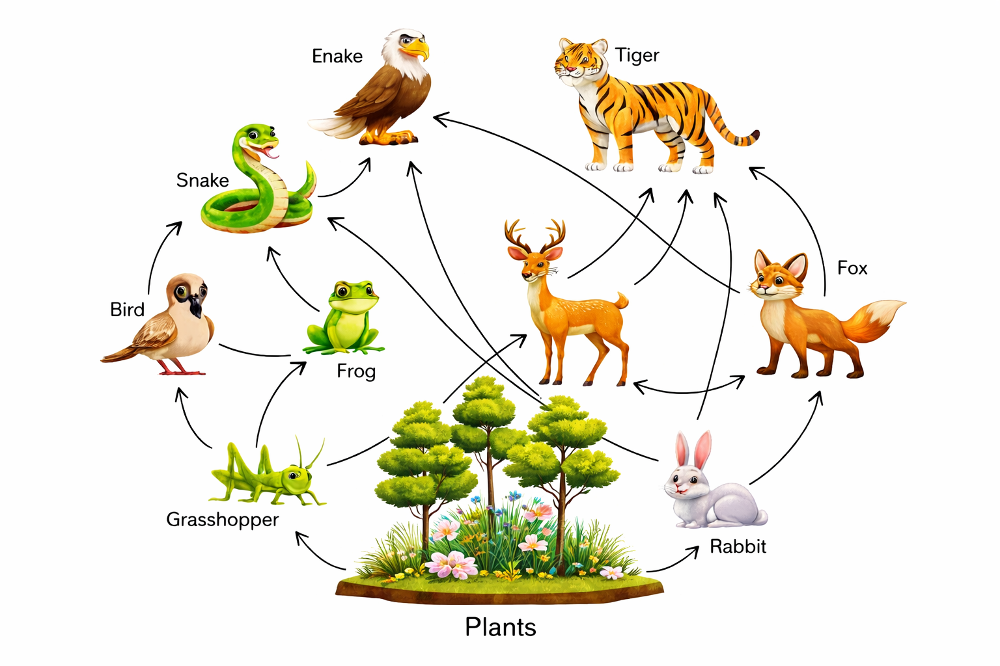 Enake
Tiger
Snake
Fox
Bird
Frog
Grasshopper
Rabbit
Plants